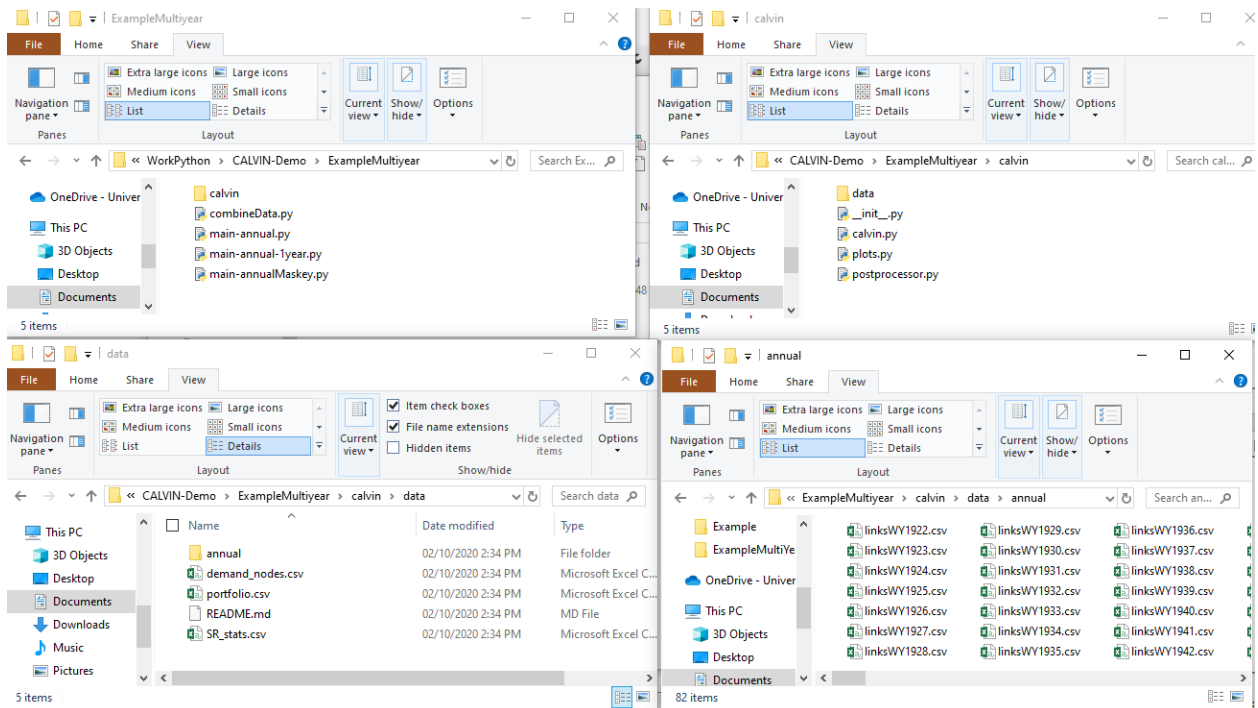 ExampleMultiyear
File Home Share View
Extra large icons Large icons
Medium icons Small icons
List Details
Navigation pane
Current view
Show/ hide
Options
Panes Layout
« WorkPython › CALVIN-Demo › ExampleMultiyear
Search Ex...
OneDrive - Univer
This PC
3D Objects
Desktop
Documents
calvin
combineData.py
main-annual.py
main-annual-1year.py
main-annualMaskey.py
5 items
calvin
File Home Share View
Extra large icons Large icons
Medium icons Small icons
List Details
Navigation pane
Current view
Show/ hide
Options
Panes Layout
« CALVIN-Demo › ExampleMultiyear › calvin
Search cal...
OneDrive - Univer
This PC
3D Objects
Desktop
Documents
data
__init__.py
calvin.py
plots.py
postprocessor.py
5 items
48
data
File Home Share View
Extra large icons Large icons
Medium icons Small icons
List Details
Navigation pane
Current view
Item check boxes
File name extensions
Hidden items
Hide selected items
Options
Panes Layout Show/hide
« CALVIN-Demo › ExampleMultiyear › calvin › data
Search data
This PC
3D Objects
Desktop
Documents
Downloads
Music
Pictures
Name Date modified Type
annual 02/10/2020 2:34 PM File folder
demand_nodes.csv 02/10/2020 2:34 PM Microsoft Excel C...
portfolio.csv 02/10/2020 2:34 PM Microsoft Excel C...
README.md 02/10/2020 2:34 PM MD File
SR_stats.csv 02/10/2020 2:34 PM Microsoft Excel C...
5 items
annual
File Home Share View
Extra large icons Large icons
Medium icons Small icons
List Details
Navigation pane
Current view
Show/ hide
Options
Panes Layout
« ExampleMultiyear › calvin › data › annual
Search an...
Example
ExampleMultiYe
OneDrive - Univer
This PC
3D Objects
Desktop
Documents
linksWY1922.csv linksWY1929.csv linksWY1936.csv
linksWY1923.csv linksWY1930.csv linksWY1937.csv
linksWY1924.csv linksWY1931.csv linksWY1938.csv
linksWY1925.csv linksWY1932.csv linksWY1939.csv
linksWY1926.csv linksWY1933.csv linksWY1940.csv
linksWY1927.csv linksWY1934.csv linksWY1941.csv
linksWY1928.csv linksWY1935.csv linksWY1942.csv
82 items